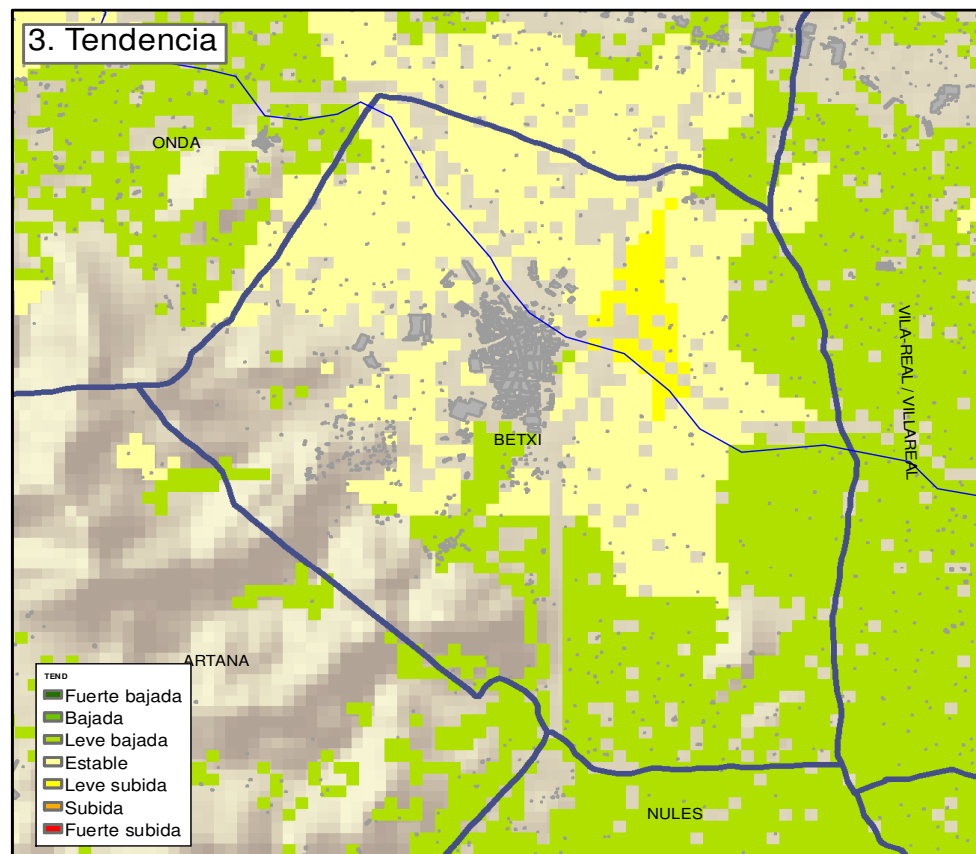 3. Tendencia
ONDA
VILA-REAL / VILLAREAL
BETXI
ARTANA
TEND
Fuerte bajada
Bajada
Leve bajada
Estable
Leve subida
Subida
Fuerte subida
NULES